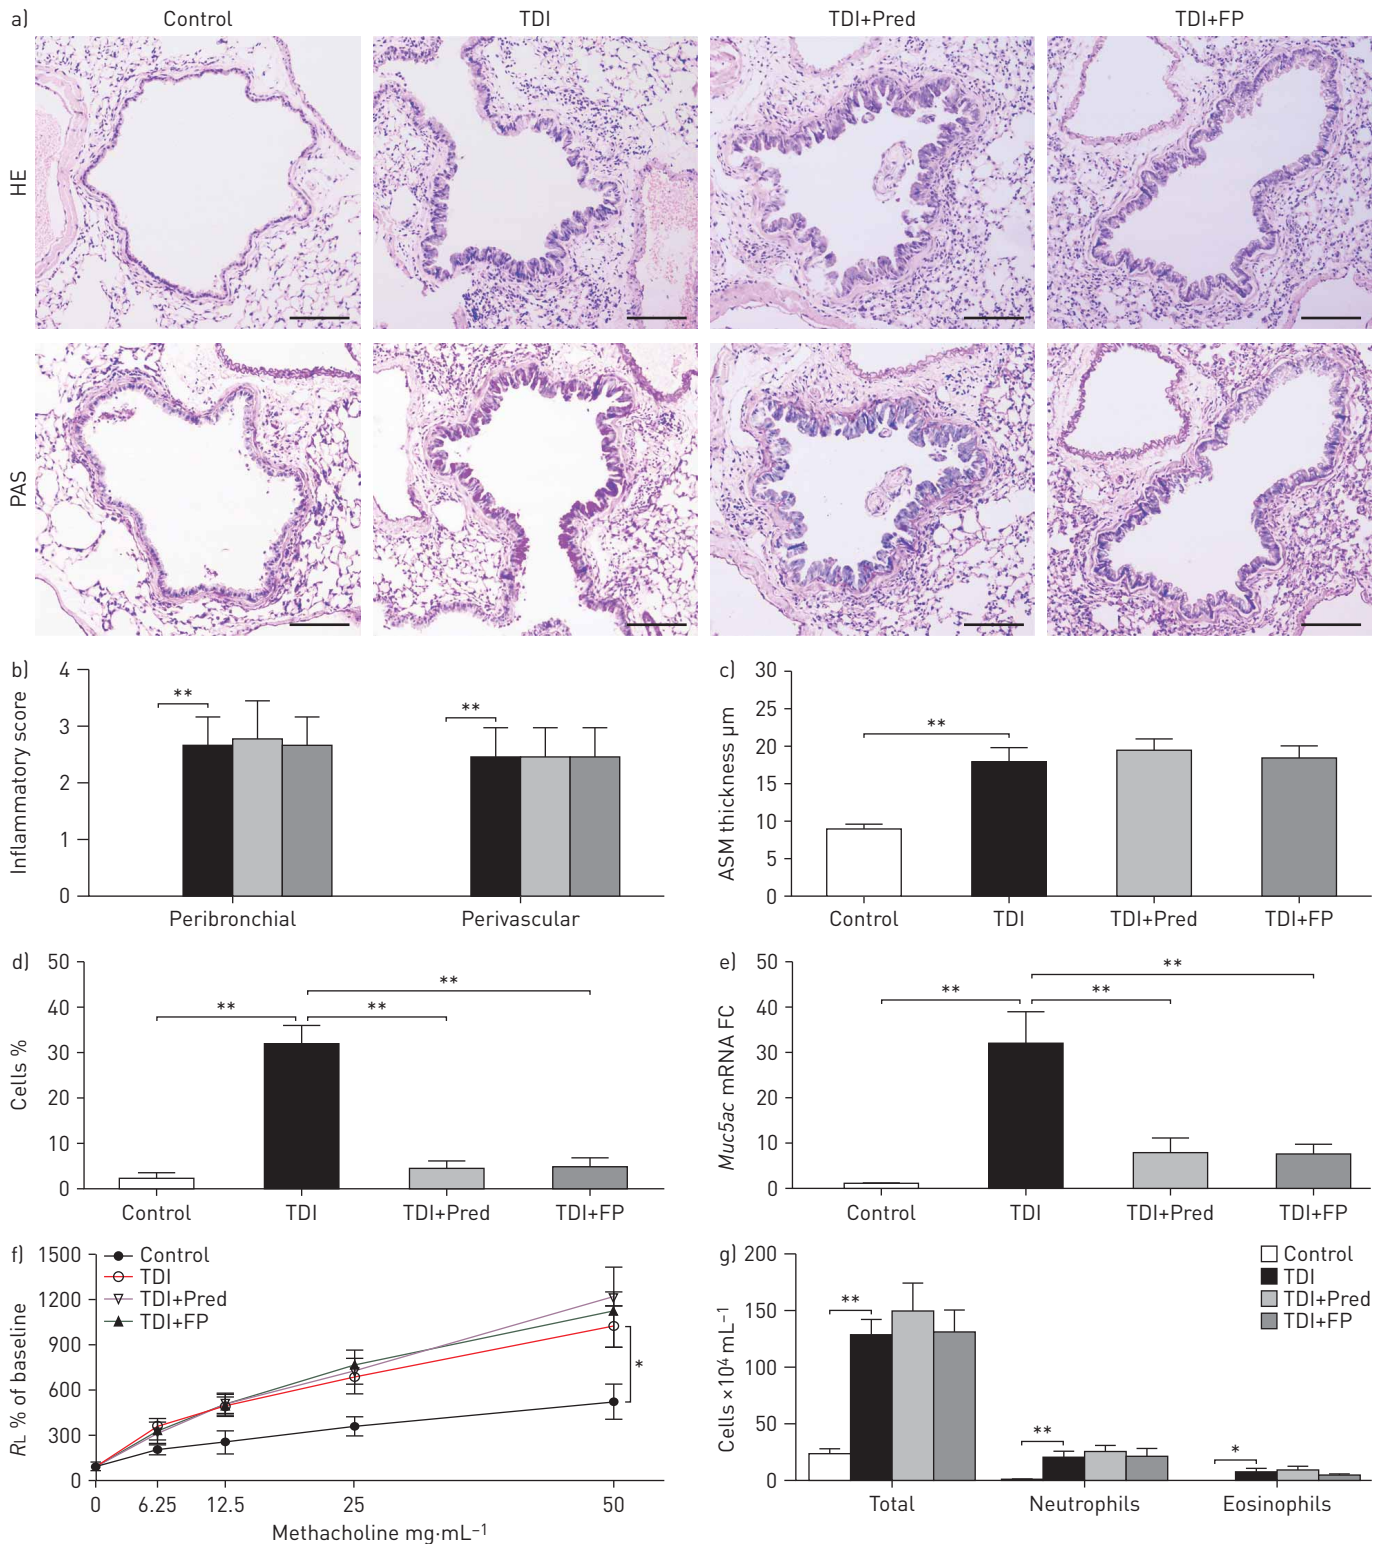 a) Control TDI TDI+Pred TDI+FP
HE
PAS
b)
Inflammatory score
4
3
2
1
0
**
**
Peribronchial Perivascular
c)
ASM thickness μm
30
25
20
15
10
5
0
**
Control TDI TDI+Pred TDI+FP
d)
Cells %
50
40
30
20
10
0
**
** **
Control TDI TDI+Pred TDI+FP
e)
Muc5ac mRNA FC
50
40
30
20
10
0
**
** **
Control TDI TDI+Pred TDI+FP
f)
RL % of baseline
1500
1200
900
600
300
0
Control
TDI
TDI+Pred
TDI+FP
*
0 6.25 12.5 25 50
Methacholine mg·mL⁻¹
g)
Cells ×10⁴ mL⁻¹
200
150
100
50
0
Control
TDI
TDI+Pred
TDI+FP
**
**
*
Total Neutrophils Eosinophils